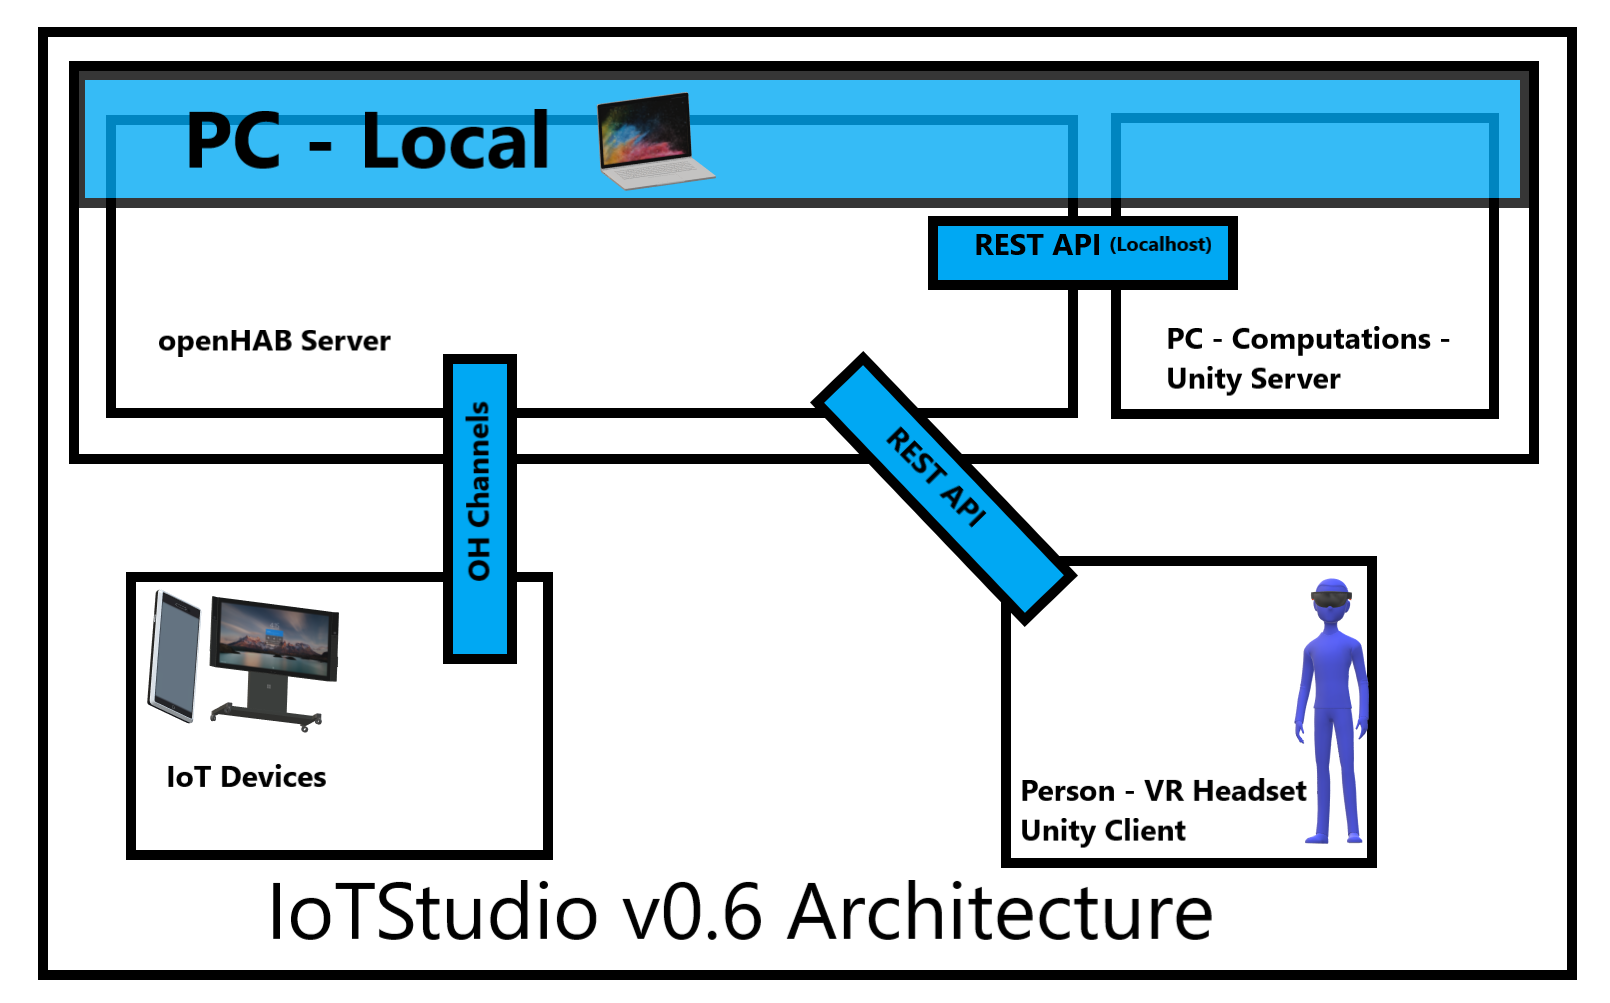 PC - Local
REST API (Localhost)
openHAB Server
PC - Computations -
Unity Server
OH Channels
REST API
IoT Devices
Person - VR Headset
Unity Client
IoTStudio v0.6 Architecture